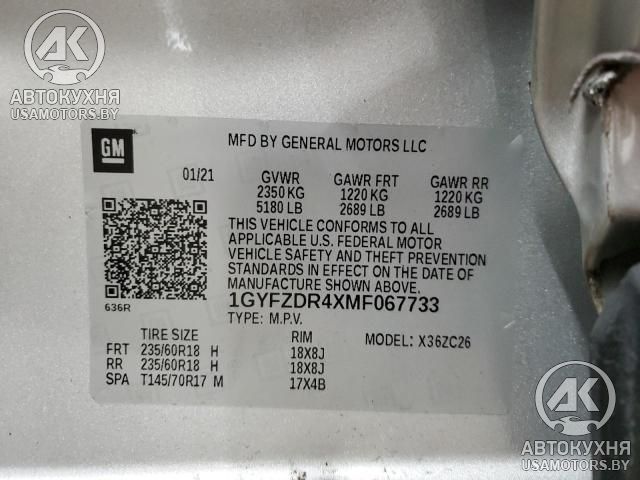 АК
АВТОКУХНЯ
USAMOTORS.BY
GM
MFD BY GENERAL MOTORS LLC
01/21 GVWR GAWR FRT GAWR RR
2350 KG 1220 KG 1220 KG
5180 LB 2689 LB 2689 LB
THIS VEHICLE CONFORMS TO ALL
APPLICABLE U.S. FEDERAL MOTOR
VEHICLE SAFETY AND THEFT PREVENTION
STANDARDS IN EFFECT ON THE DATE OF
MANUFACTURE SHOWN ABOVE.
636R 1GYFZDR4XMF067733
TYPE: M.P.V.
TIRE SIZE RIM MODEL: X36ZC26
FRT 235/60R18 H 18X8J
RR 235/60R18 H 18X8J
SPA T145/70R17 M 17X4B
АК
АВТОКУХНЯ
USAMOTORS.BY